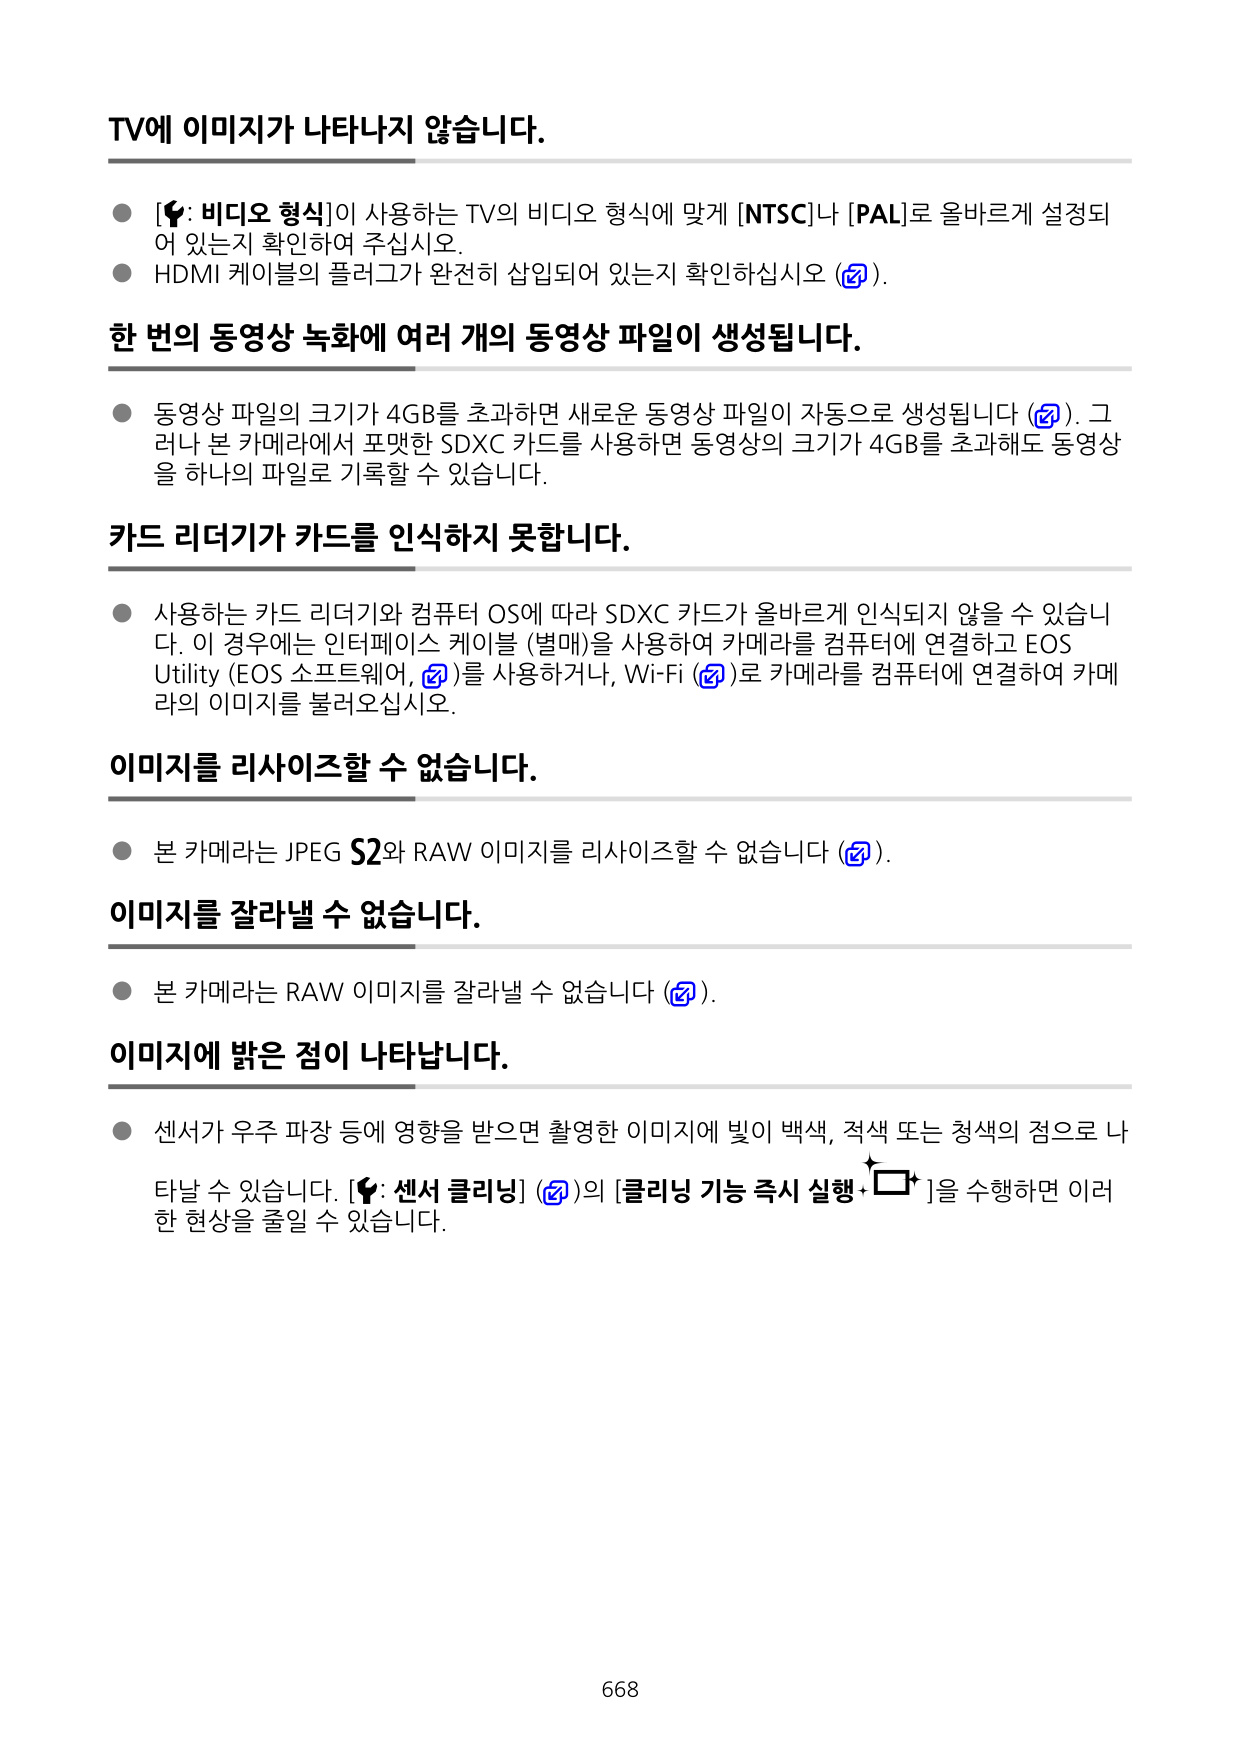 TV에 이미지가 나타나지 않습니다.
● [: 비디오 형식]이 사용하는 TV의 비디오 형식에 맞게 [NTSC]나 [PAL]로 올바르게 설정되
어 있는지 확인하여 주십시오.
● HDMI 케이블의 플러그가 완전히 삽입되어 있는지 확인하십시오 ().
한 번의 동영상 녹화에 여러 개의 동영상 파일이 생성됩니다.
● 동영상 파일의 크기가 4GB를 초과하면 새로운 동영상 파일이 자동으로 생성됩니다 (). 그
러나 본 카메라에서 포맷한 SDXC 카드를 사용하면 동영상의 크기가 4GB를 초과해도 동영상
을 하나의 파일로 기록할 수 있습니다.
카드 리더기가 카드를 인식하지 못합니다.
● 사용하는 카드 리더기와 컴퓨터 OS에 따라 SDXC 카드가 올바르게 인식되지 않을 수 있습니
다. 이 경우에는 인터페이스 케이블 (별매)을 사용하여 카메라를 컴퓨터에 연결하고 EOS
Utility (EOS 소프트웨어, )를 사용하거나, Wi-Fi ()로 카메라를 컴퓨터에 연결하여 카메
라의 이미지를 불러오십시오.
이미지를 리사이즈할 수 없습니다.
● 본 카메라는 JPEG S2와 RAW 이미지를 리사이즈할 수 없습니다 ().
이미지를 잘라낼 수 없습니다.
● 본 카메라는 RAW 이미지를 잘라낼 수 없습니다 ().
이미지에 밝은 점이 나타납니다.
● 센서가 우주 파장 등에 영향을 받으면 촬영한 이미지에 빛이 백색, 적색 또는 청색의 점으로 나
타날 수 있습니다. [: 센서 클리닝] ()의 [클리닝 기능 즉시 실행]을 수행하면 이러
한 현상을 줄일 수 있습니다.
668